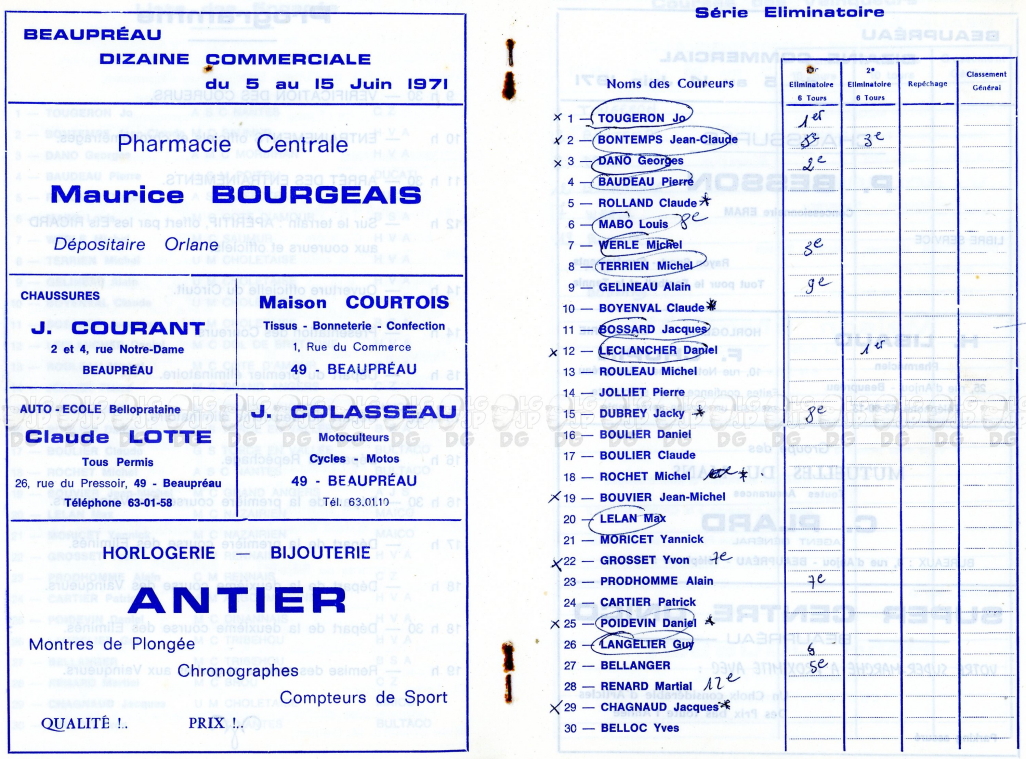 BEAUPRÉAU
DIZAINE COMMERCIALE
du 5 au 15 Juin 1971
Pharmacie Centrale
Maurice BOURGEAIS
Dépositaire Orlane
CHAUSSURES
J. COURANT
2 et 4, rue Notre-Dame
BEAUPRÉAU
Maison COURTOIS
Tissus - Bonneterie - Confection
1, Rue du Commerce
49 - BEAUPRÉAU
AUTO-ECOLE Belloprataine
Claude LOTTE
Tous Permis
26, rue du Pressoir, 49 - Beaupréau
Téléphone 63-01-58
J. COLASSEAU
Motoculteurs
Cycles - Motos
49 - BEAUPRÉAU
Tél. 63.01.10
HORLOGERIE — BIJOUTERIE
ANTIER
Montres de Plongée
Chronographes
Compteurs de Sport
QUALITÉ !.. PRIX !..
Série Eliminatoire
Noms des Coureurs
Eliminatoire
6 Tours
2e
Eliminatoire
6 Tours
Repêchage
Classement
Général
x 1 — TOUGERON Jo 1er
x 2 — BONTEMPS Jean-Claude 3e
x 3 — DANO Georges 2e
4 — BAUDEAU Pierre
5 — ROLLAND Claude *
6 — MABO Louis 8e
7 — WERLE Michel 3e
8 — TERRIEN Michel
9 — GELINEAU Alain 9e
10 — BOYENVAL Claude *
11 — BOSSARD Jacques
x 12 — LECLANCHER Daniel 1er
13 — ROULEAU Michel
14 — JOLLIET Pierre
15 — DUBREY Jacky * 8e
16 — BOULIER Daniel
17 — BOULIER Claude
18 — ROCHET Michel *
x 19 — BOUVIER Jean-Michel
20 — LELAN Max
21 — MORICET Yannick
x 22 — GROSSET Yvon 7e
23 — PRODHOMME Alain 7e
24 — CARTIER Patrick
x 25 — POIDEVIN Daniel *
26 — LANGELIER Guy 6
27 — BELLANGER 5e
28 — RENARD Martial 12e
x 29 — CHAGNAUD Jacques *
30 — BELLOC Yves